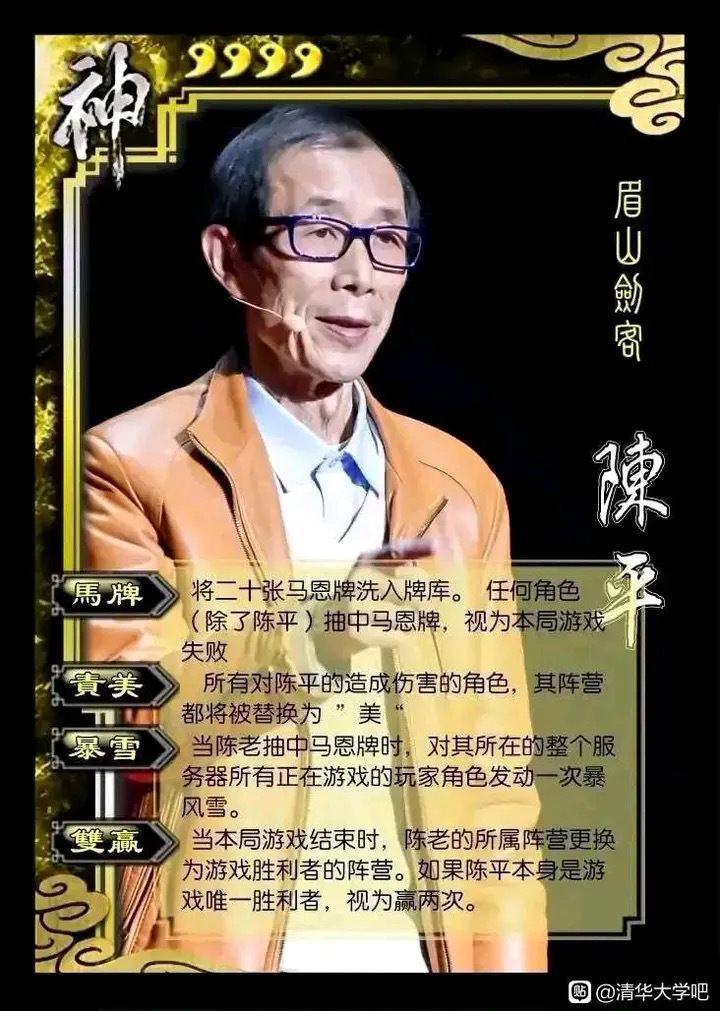 神
眉山劍客
陳平
馬牌
将二十张马恩牌洗入牌库。 任何角色
（除了陈平）抽中马恩牌，视为本局游戏
失败
責美
所有对陈平的造成伤害的角色，其阵营
都将被替换为 ”美“
暴雪
当陈老抽中马恩牌时，对其所在的整个服
务器所有正在游戏的玩家角色发动一次暴
风雪。
雙贏
当本局游戏结束时，陈老的所属阵营更换
为游戏胜利者的阵营。如果陈平本身是游
戏唯一胜利者，视为赢两次。
贴 @清华大学吧